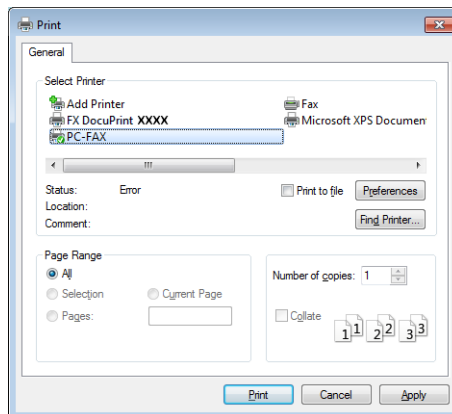 Print
General
Select Printer
Add Printer
Fax
FX DocuPrint XXXX
Microsoft XPS Documen
PC-FAX
Status: Error
Print to file
Preferences
Location:
Comment:
Find Printer...
Page Range
All
Selection
Current Page
Pages:
Number of copies: 1
Collate
1 1 2 2 3 3
Print
Cancel
Apply